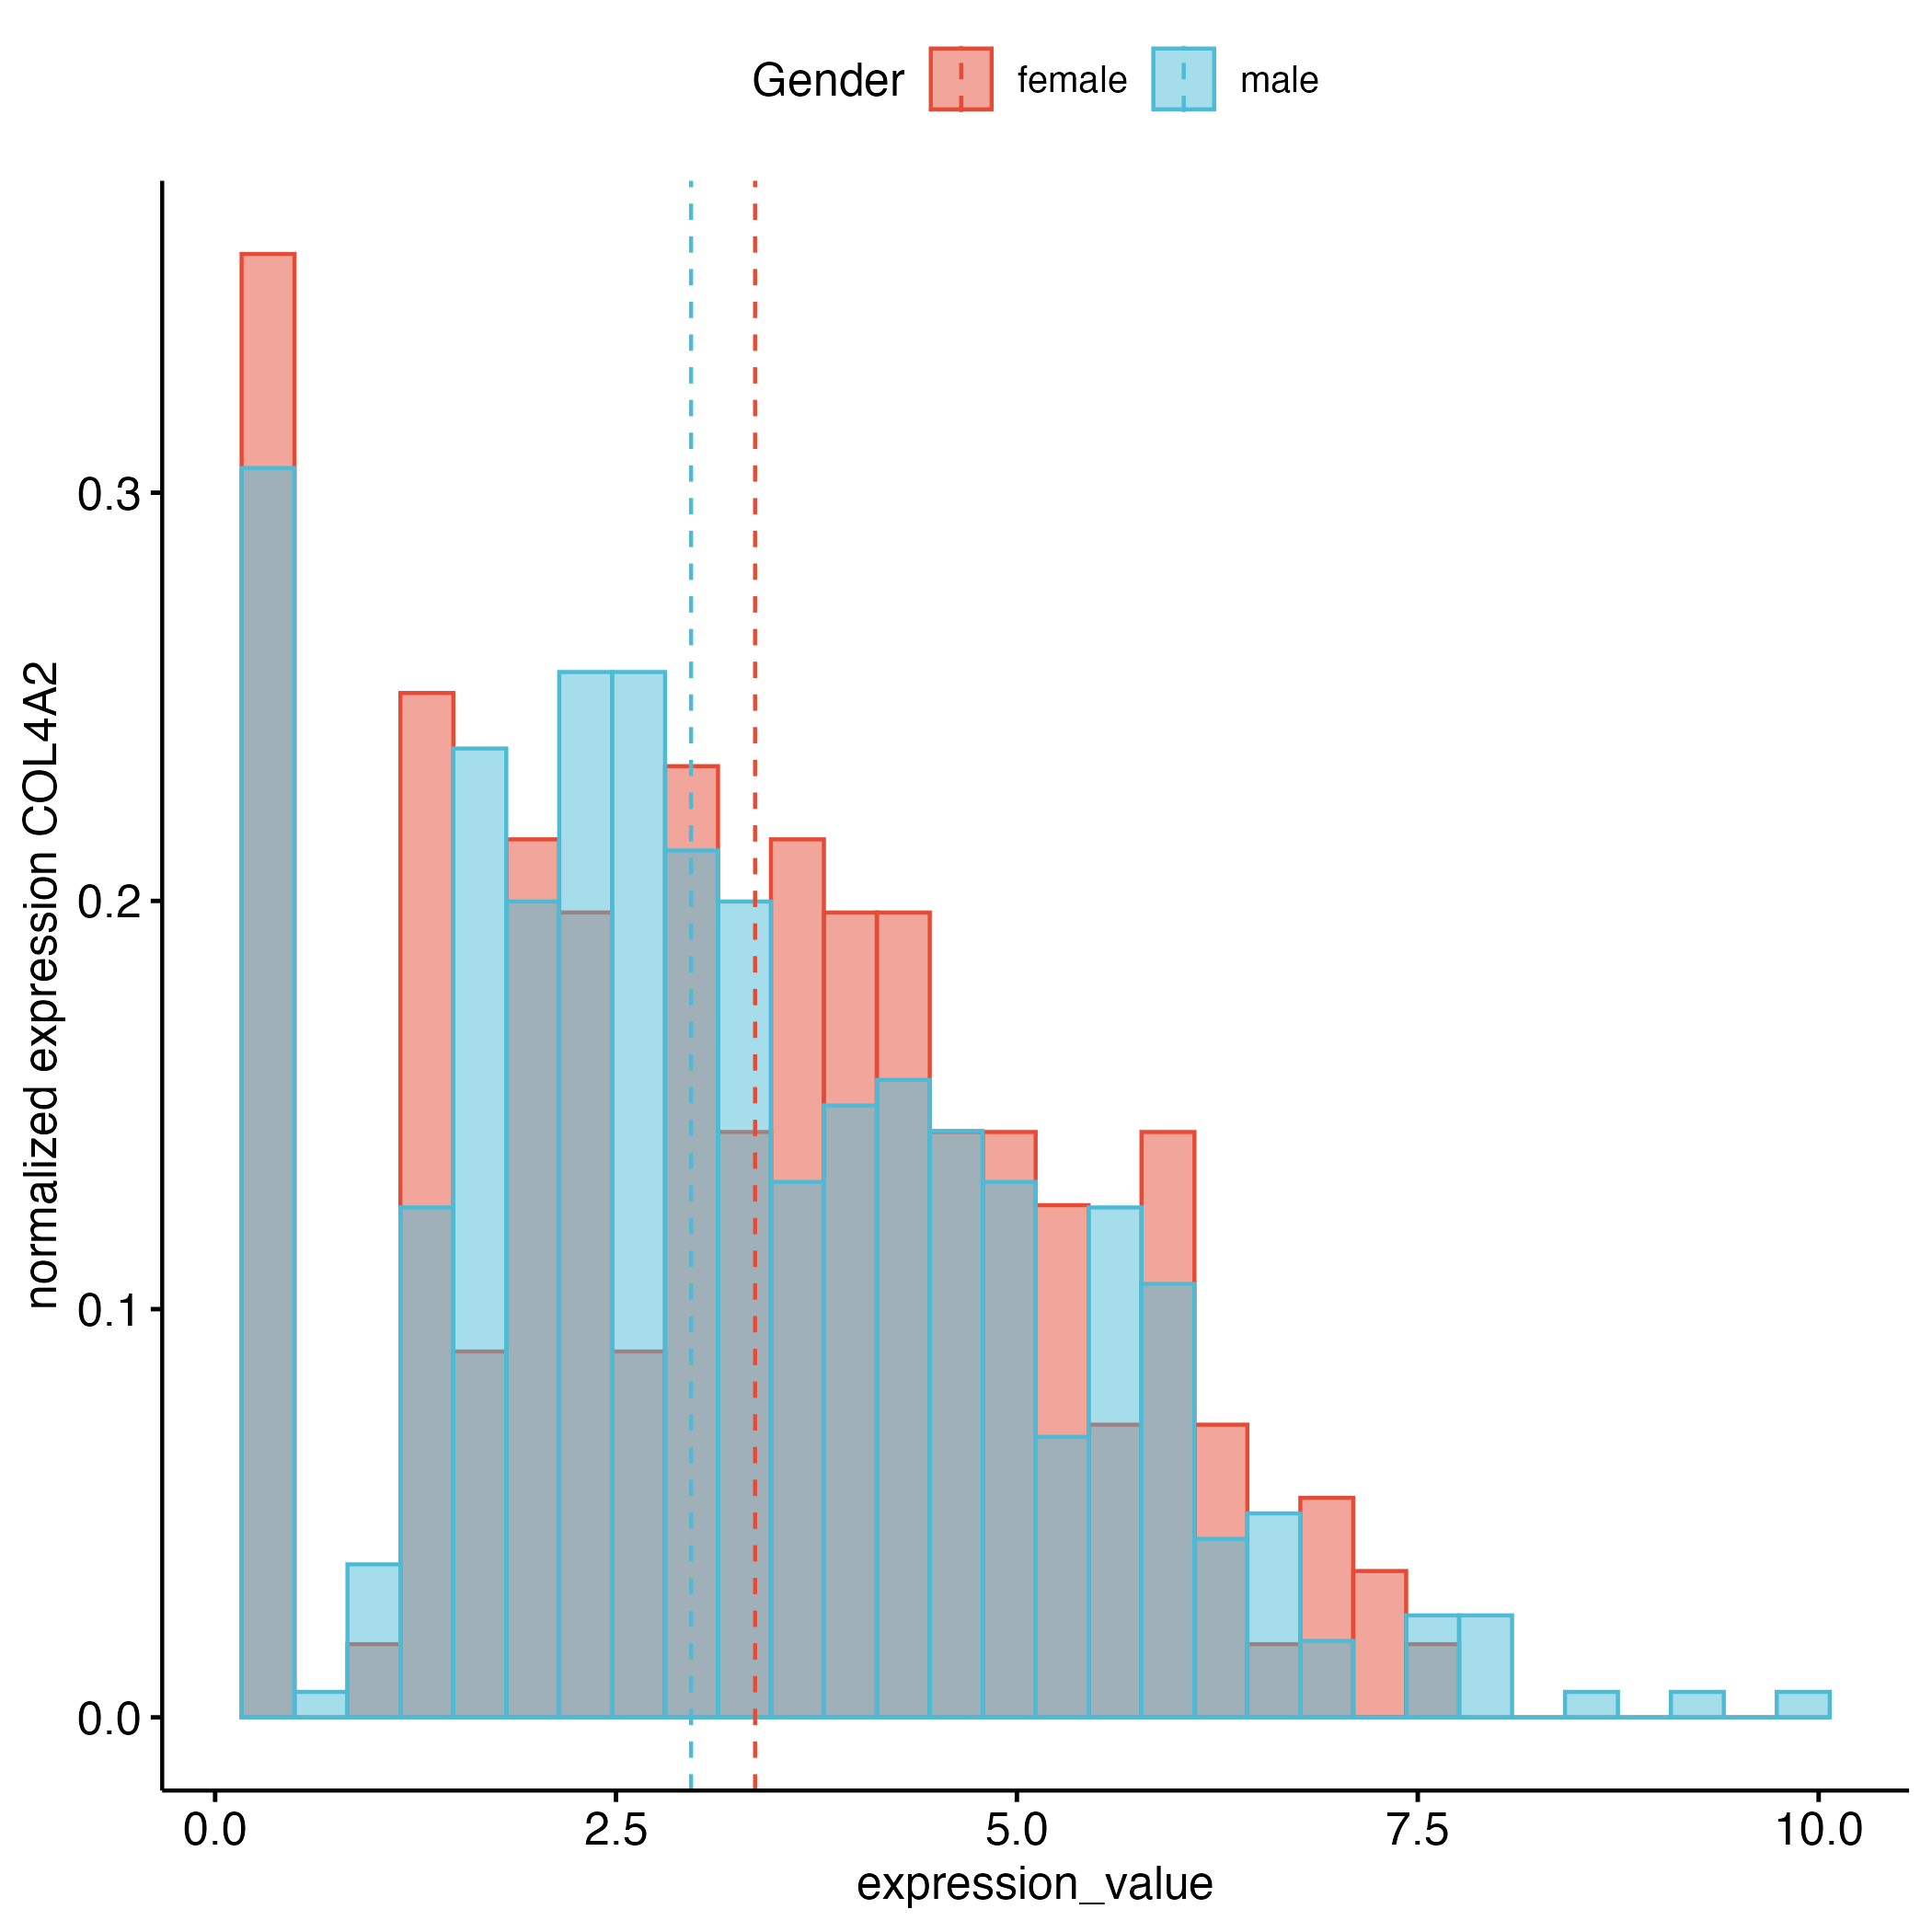 Gender female male
normalized expression COL4A2
0.3
0.2
0.1
0.0
0.0 2.5 5.0 7.5 10.0
expression_value